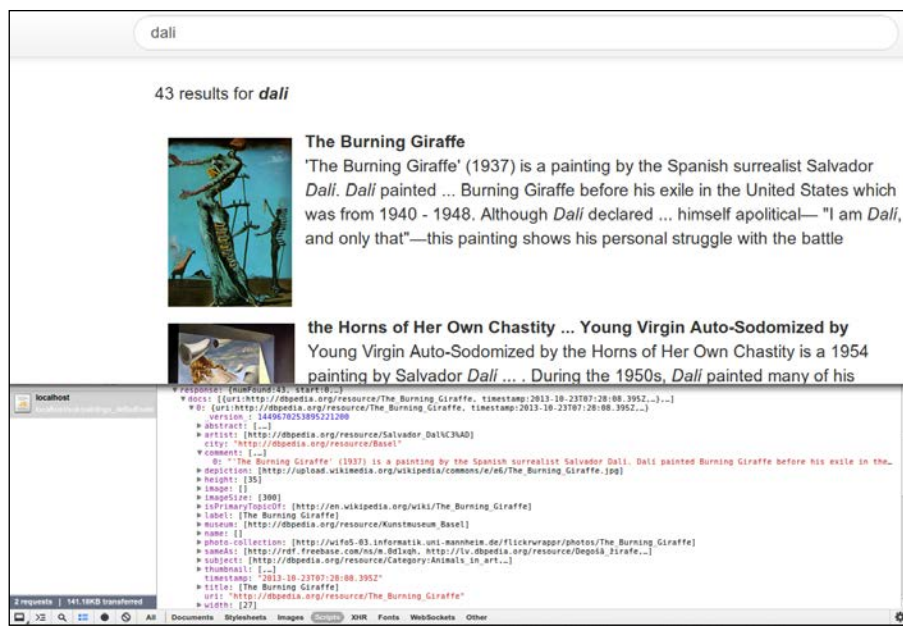 dali
43 results for dali
The Burning Giraffe
'The Burning Giraffe' (1937) is a painting by the Spanish surrealist Salvador
Dalí. Dalí painted ... Burning Giraffe before his exile in the United States which
was from 1940 - 1948. Although Dalí declared ... himself apolitical— "I am Dalí,
and only that"—this painting shows his personal struggle with the battle
the Horns of Her Own Chastity ... Young Virgin Auto-Sodomized by
Young Virgin Auto-Sodomized by the Horns of Her Own Chastity is a 1954
painting by Salvador Dalí ... . During the 1950s, Dalí painted many of his
localhost
response: {numFound:43, start:0,…}
docs: [{uri:http://dbpedia.org/resource/The_Burning_Giraffe, timestamp:2013-10-23T07:28:08.395Z,…},…]
0: {uri:http://dbpedia.org/resource/The_Burning_Giraffe, timestamp:2013-10-23T07:28:08.395Z,…}
_version_: 1449670253895221200
abstract: [,…]
artist: [http://dbpedia.org/resource/Salvador_Dal%C3%AD]
city: "http://dbpedia.org/resource/Basel"
comment: [,…]
0: "'The Burning Giraffe' (1937) is a painting by the Spanish surrealist Salvador Dalí. Dalí painted Burning Giraffe before his exile in the…
depiction: [http://upload.wikimedia.org/wikipedia/commons/e/e6/The_Burning_Giraffe.jpg]
height: [35]
image: []
imageSize: [300]
isPrimaryTopicOf: [http://en.wikipedia.org/wiki/The_Burning_Giraffe]
label: [The Burning Giraffe]
museum: [http://dbpedia.org/resource/Kunstmuseum_Basel]
name: []
photo-collection: [http://wifo5-03.informatik.uni-mannheim.de/flickrwrappr/photos/The_Burning_Giraffe]
sameAs: [http://rdf.freebase.com/ns/m.0d1xqh, http://lv.dbpedia.org/resource/Degošā_žirafe,…]
subject: [http://dbpedia.org/resource/Category:Animals_in_art,…]
thumbnail: [,…]
timestamp: "2013-10-23T07:28:08.395Z"
title: [The Burning Giraffe]
uri: "http://dbpedia.org/resource/The_Burning_Giraffe"
width: [27]
2 requests | 141.18KB transferred
All Documents Stylesheets Images Scripts XHR Fonts WebSockets Other